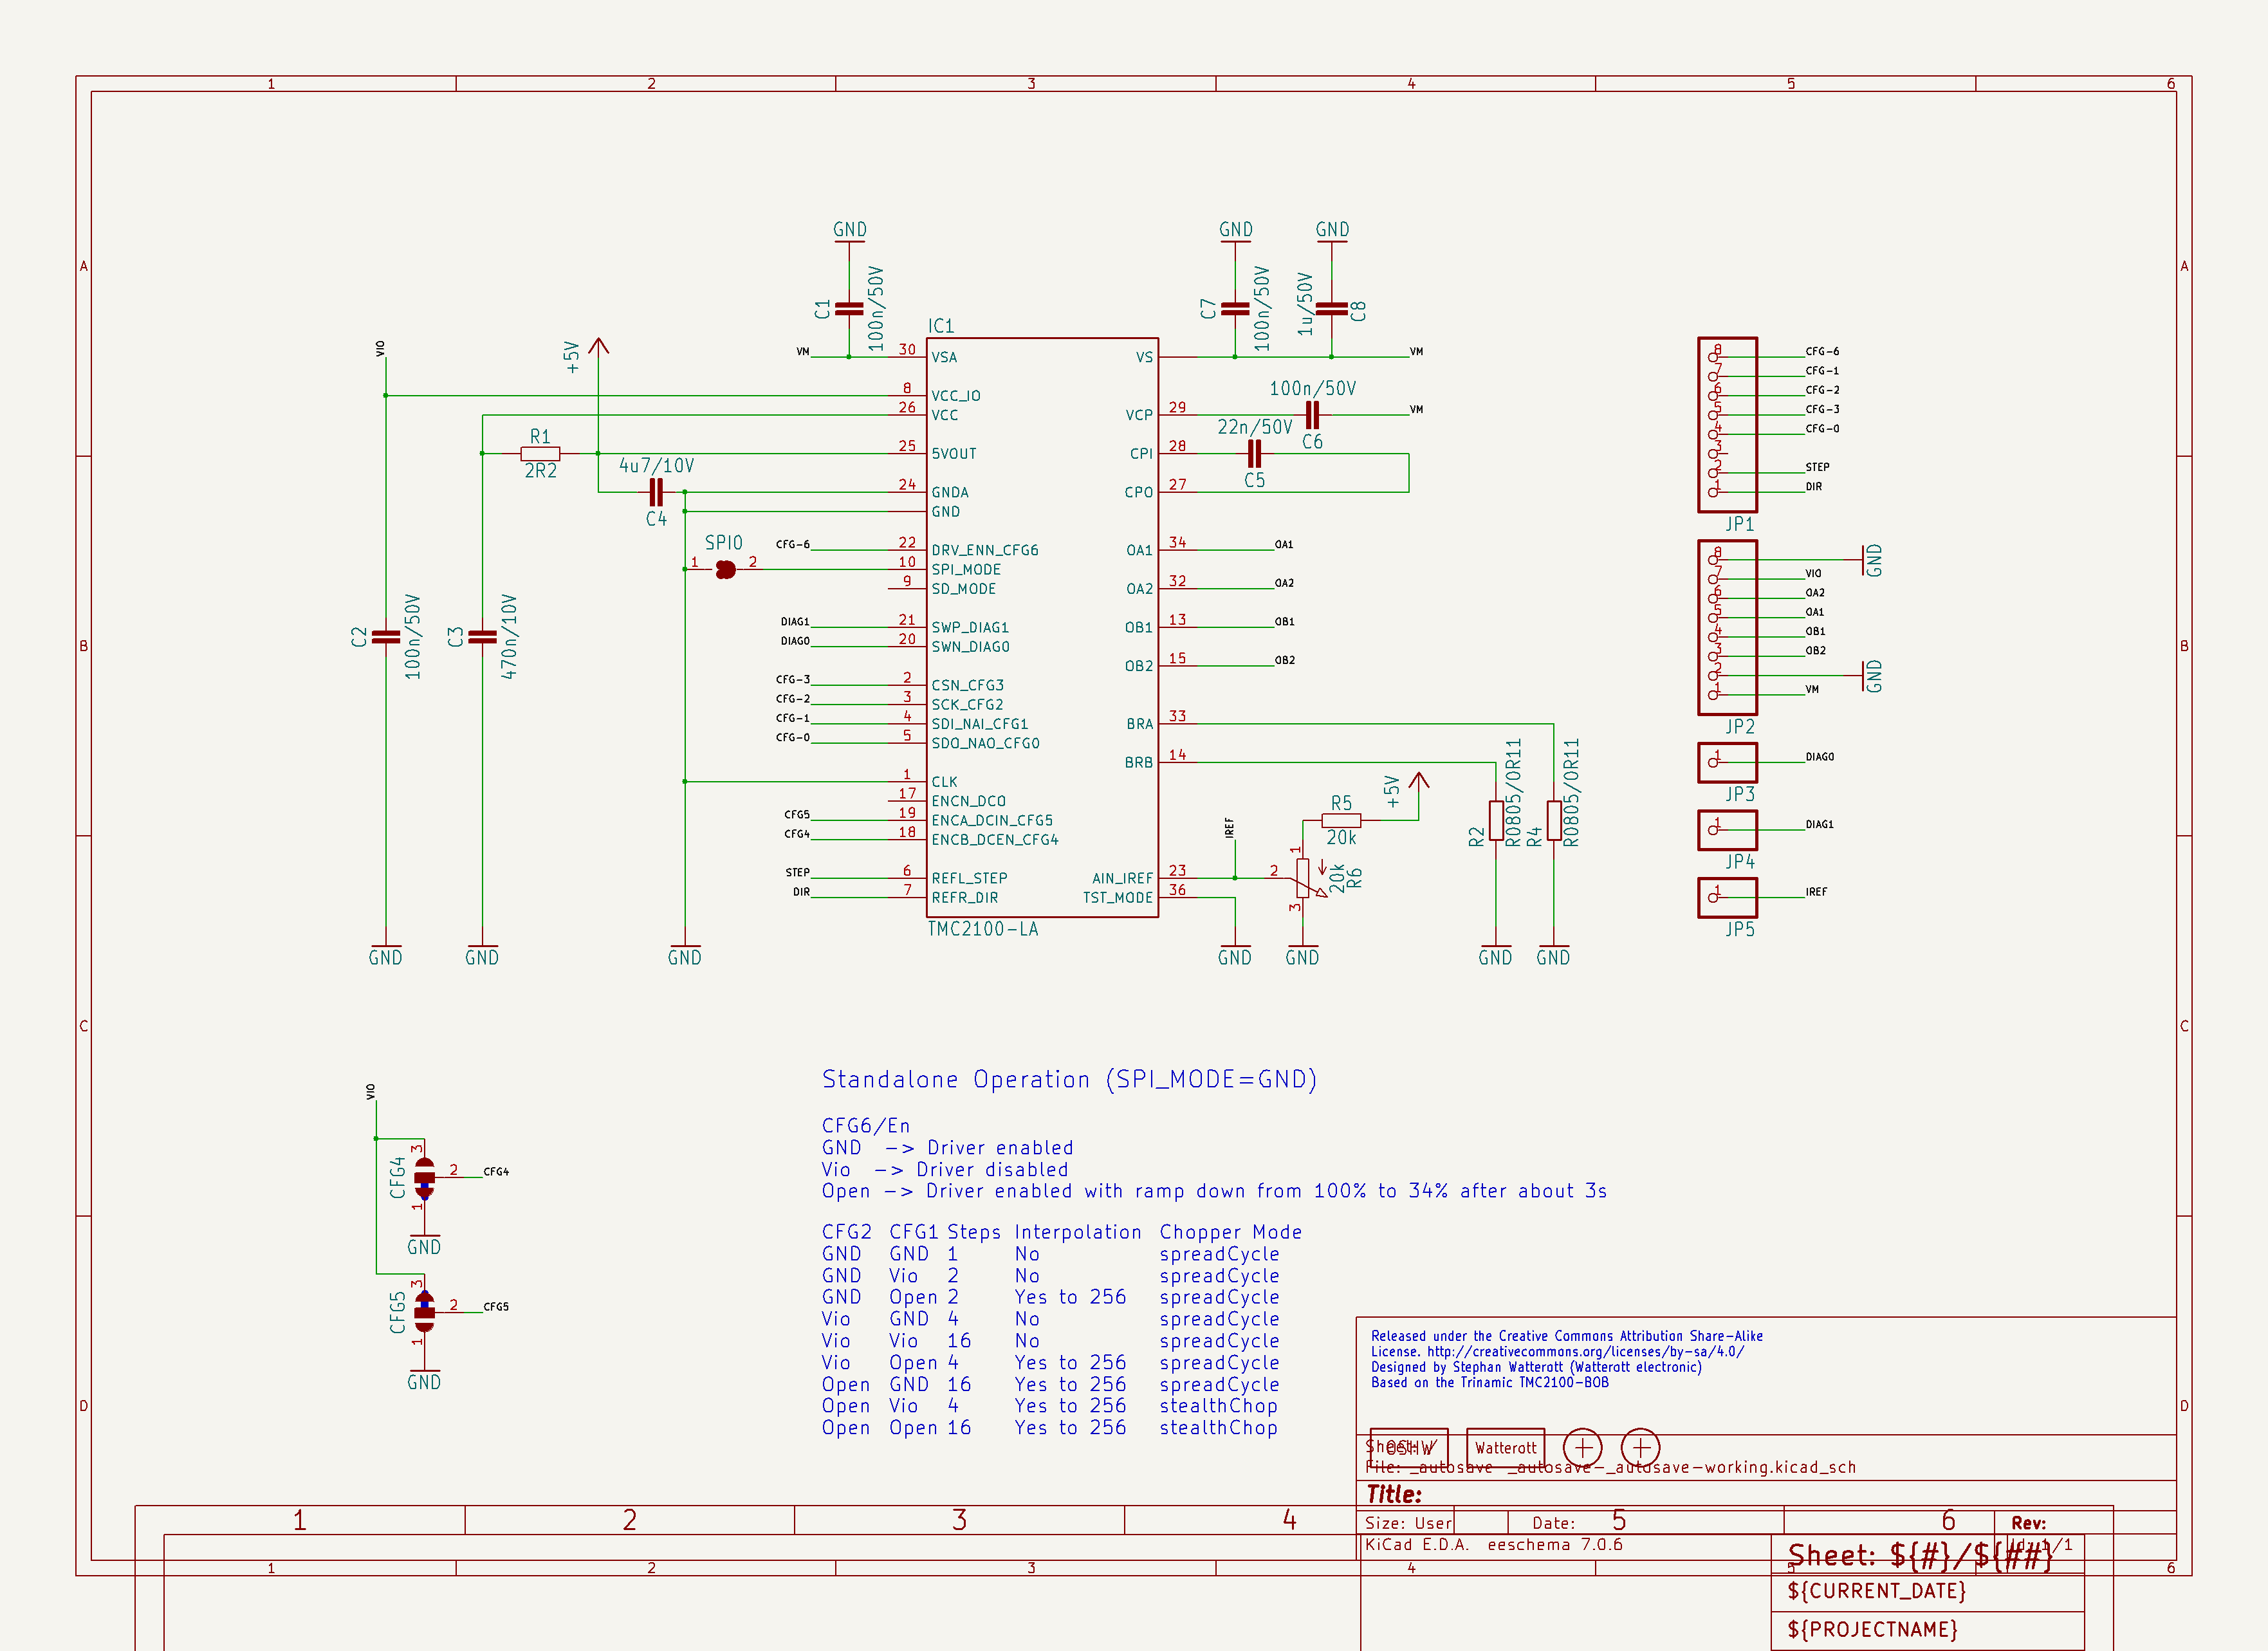 1 2 3 4 5 6
A A
GND GND GND
C1 100n/50V C7 100n/50V 1u/50V C8
IC1
VIO +5V VM 30 VSA VS VM
8 VCC_IO
26 VCC VCP 29 100n/50V C6 VM
R1 2R2
25 5VOUT CPI 28 22n/50V C5
4u7/10V C4
24 GNDA CPO 27
GND
SPI0 1 2
CFG-6 22 DRV_ENN_CFG6 OA1 34 OA1
10 SPI_MODE
9 SD_MODE OA2 32 OA2
DIAG1 21 SWP_DIAG1 OB1 13 OB1
DIAG0 20 SWN_DIAG0
OB2 15 OB2
C2 100n/50V C3 470n/10V
B B
CFG-3 2 CSN_CFG3
CFG-2 3 SCK_CFG2
CFG-1 4 SDI_NAI_CFG1 BRA 33
CFG-0 5 SDO_NAO_CFG0
BRB 14
1 CLK
17 ENCN_DCO
CFG5 19 ENCA_DCIN_CFG5
CFG4 18 ENCB_DCEN_CFG4
STEP 6 REFL_STEP AIN_IREF 23
DIR 7 REFR_DIR TST_MODE 36
TMC2100-LA
IREF
R5 20k +5V
1 2 3 20k R6
R2 R0805/0R11 R4 R0805/0R11
GND GND GND GND GND GND GND
8 CFG-6
7 CFG-1
6 CFG-2
5 CFG-3
4 CFG-0
3
2 STEP
1 DIR
JP1
8 GND
7 VIO
6 OA2
5 OA1
4 OB1
3 OB2
2 GND
1 VM
JP2
1 DIAG0
JP3
1 DIAG1
JP4
1 IREF
JP5
C C
VIO
CFG4 3 2 1 CFG4
GND
CFG5 3 2 1 CFG5
GND
Standalone Operation (SPI_MODE=GND)
CFG6/En
GND -> Driver enabled
Vio -> Driver disabled
Open -> Driver enabled with ramp down from 100% to 34% after about 3s
CFG2 CFG1 Steps Interpolation Chopper Mode
GND GND 1 No spreadCycle
GND Vio 2 No spreadCycle
GND Open 2 Yes to 256 spreadCycle
Vio GND 4 No spreadCycle
Vio Vio 16 No spreadCycle
Vio Open 4 Yes to 256 spreadCycle
Open GND 16 Yes to 256 spreadCycle
Open Vio 4 Yes to 256 stealthChop
Open Open 16 Yes to 256 stealthChop
D D
Released under the Creative Commons Attribution Share-Alike
License. http://creativecommons.org/licenses/by-sa/4.0/
Designed by Stephan Watterott (Watterott electronic)
Based on the Trinamic TMC2100-BOB
OSHW Watterott
Sheet: /
File: _autosave-_autosave-_autosave-working.kicad_sch
Title:
Size: User Date: Rev:
KiCad E.D.A. eeschema 7.0.6 Id: 1/1
1 2 3 4 5 6
1 2 3 4 5 6
Sheet: ${#}/${##}
${CURRENT_DATE}
${PROJECTNAME}